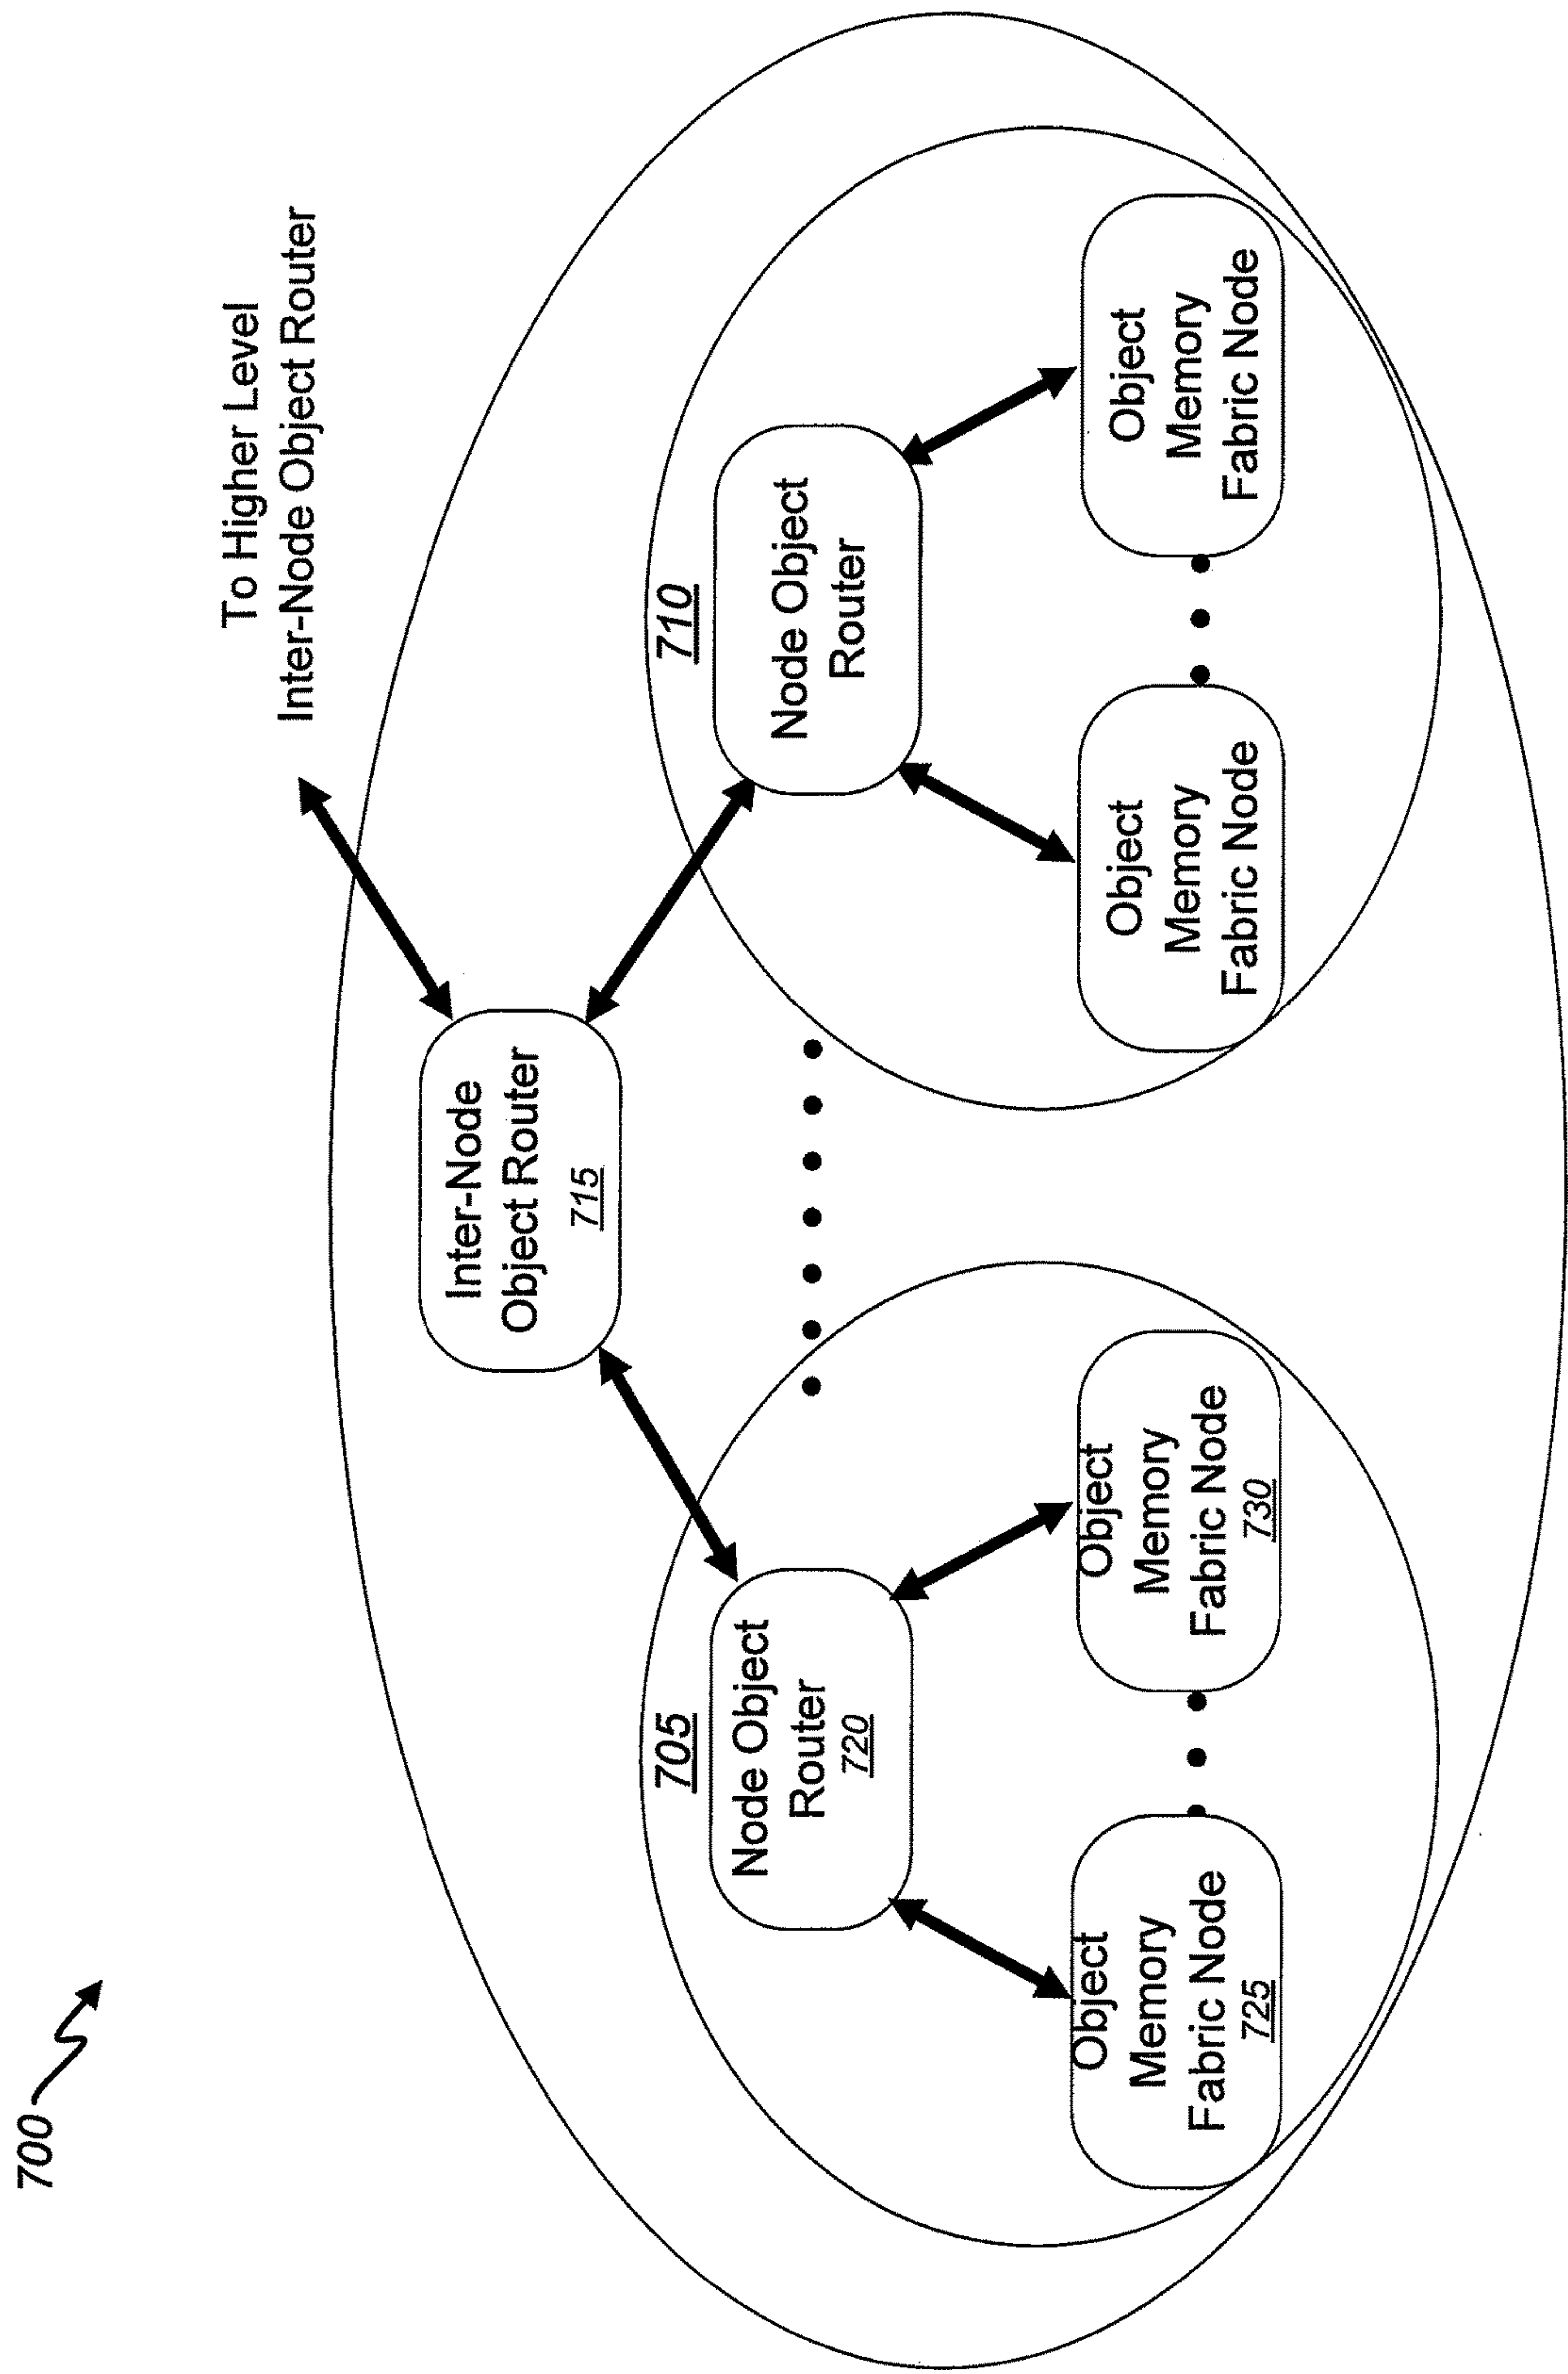 700
To Higher Level
Inter-Node Object Router
Inter-Node
Object Router
715
705
Node Object
Router
720
710
Node Object
Router
Object
Memory
Fabric Node
725
Object
Memory
Fabric Node
730
Object
Memory
Fabric Node
Object
Memory
Fabric Node